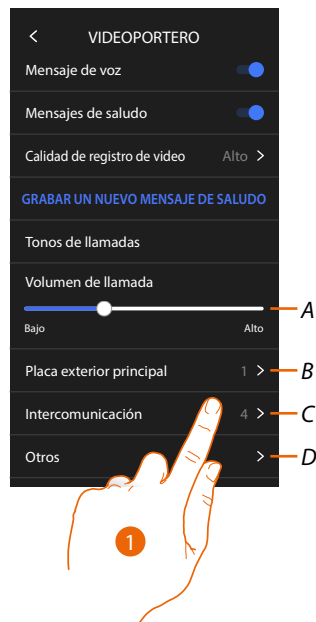 VIDEOPORTERO
Mensaje de voz
Mensajes de saludo
Calidad de registro de video Alto >
GRABAR UN NUEVO MENSAJE DE SALUDO
Tonos de llamadas
Volumen de llamada
A
Bajo Alto
Placa exterior principal 1 > B
Intercomunicación 4 > C
Otros > D
1